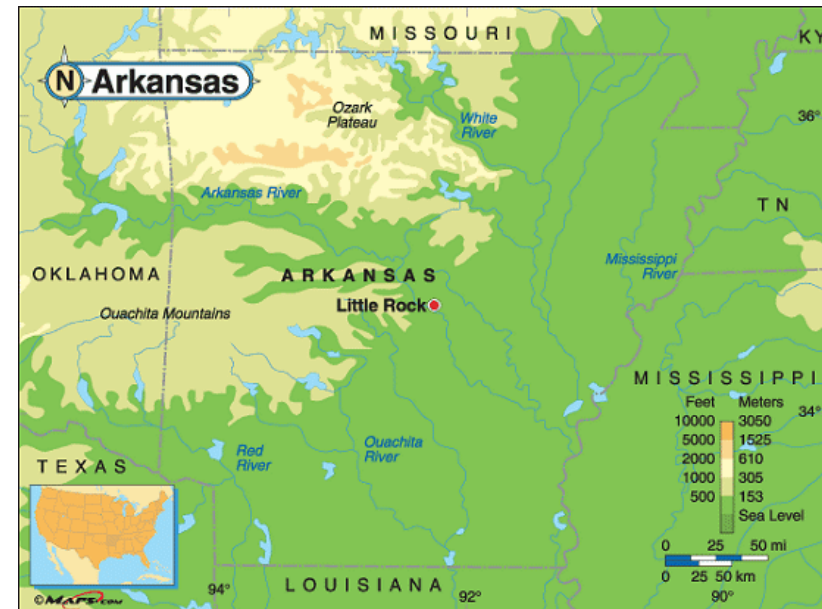 MISSOURI
KY
N Arkansas
Ozark
Plateau
White
River
36°
Arkansas River
TN
Mississippi
River
OKLAHOMA
ARKANSAS
Little Rock
Ouachita Mountains
MISSISSIPPI
Feet Meters
10000 3050
5000 1525
2000 610
1000 305
500 153
Sea Level
34°
Ouachita
River
Red
River
TEXAS
0 25 50 mi
0 25 50 km
94°
LOUISIANA
92°
90°
©MAPS.COM